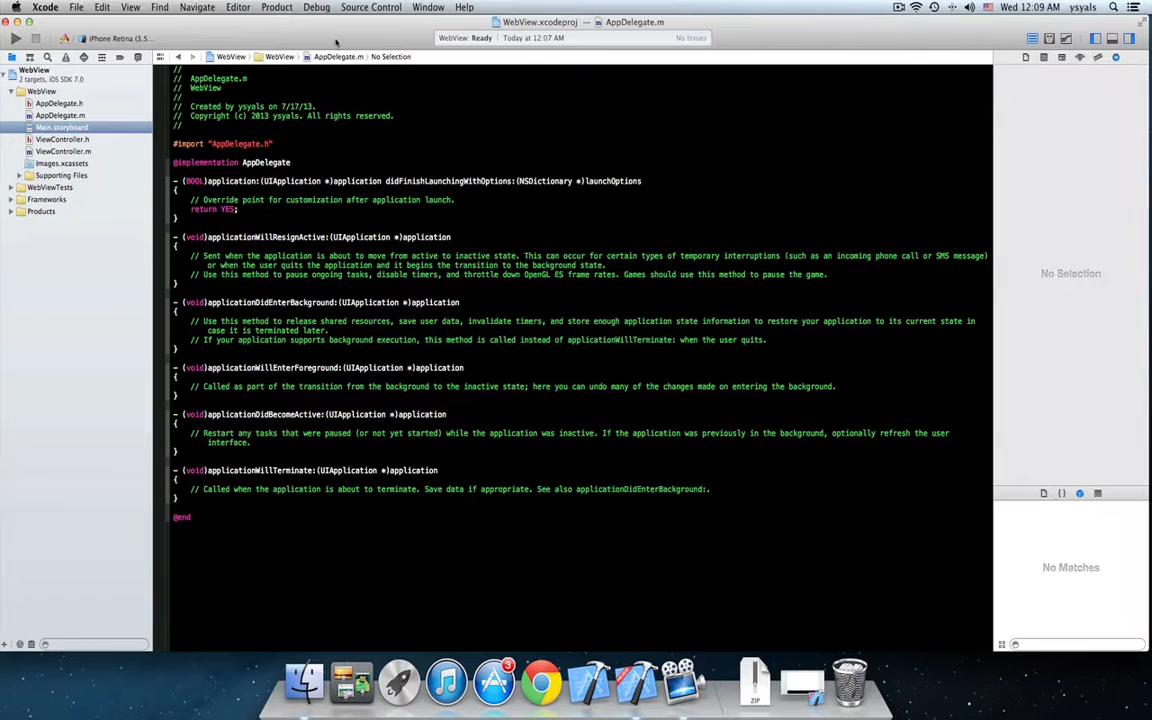 Xcode File Edit View Find Navigate Editor Product Debug Source Control Window Help Wed 12:09 AM ysyals
WebView.xcodeproj — AppDelegate.m
iPhone Retina (3.5...
WebView: Ready Today at 12:07 AM No Issues
WebView WebView AppDelegate.m No Selection
WebView
2 targets, iOS SDK 7.0
WebView
AppDelegate.h
AppDelegate.m
Main.storyboard
ViewController.h
ViewController.m
Images.xcassets
Supporting Files
WebViewTests
Frameworks
Products
//
// AppDelegate.m
// WebView
//
// Created by ysyals on 7/17/13.
// Copyright (c) 2013 ysyals. All rights reserved.
//
#import "AppDelegate.h"
@implementation AppDelegate
- (BOOL)application:(UIApplication *)application didFinishLaunchingWithOptions:(NSDictionary *)launchOptions
{
// Override point for customization after application launch.
return YES;
}
- (void)applicationWillResignActive:(UIApplication *)application
{
// Sent when the application is about to move from active to inactive state. This can occur for certain types of temporary interruptions (such as an incoming phone call or SMS message)
or when the user quits the application and it begins the transition to the background state.
// Use this method to pause ongoing tasks, disable timers, and throttle down OpenGL ES frame rates. Games should use this method to pause the game.
}
- (void)applicationDidEnterBackground:(UIApplication *)application
{
// Use this method to release shared resources, save user data, invalidate timers, and store enough application state information to restore your application to its current state in
case it is terminated later.
// If your application supports background execution, this method is called instead of applicationWillTerminate: when the user quits.
}
- (void)applicationWillEnterForeground:(UIApplication *)application
{
// Called as part of the transition from the background to the inactive state; here you can undo many of the changes made on entering the background.
}
- (void)applicationDidBecomeActive:(UIApplication *)application
{
// Restart any tasks that were paused (or not yet started) while the application was inactive. If the application was previously in the background, optionally refresh the user
interface.
}
- (void)applicationWillTerminate:(UIApplication *)application
{
// Called when the application is about to terminate. Save data if appropriate. See also applicationDidEnterBackground:.
}
@end
No Selection
No Matches
3
ZIP